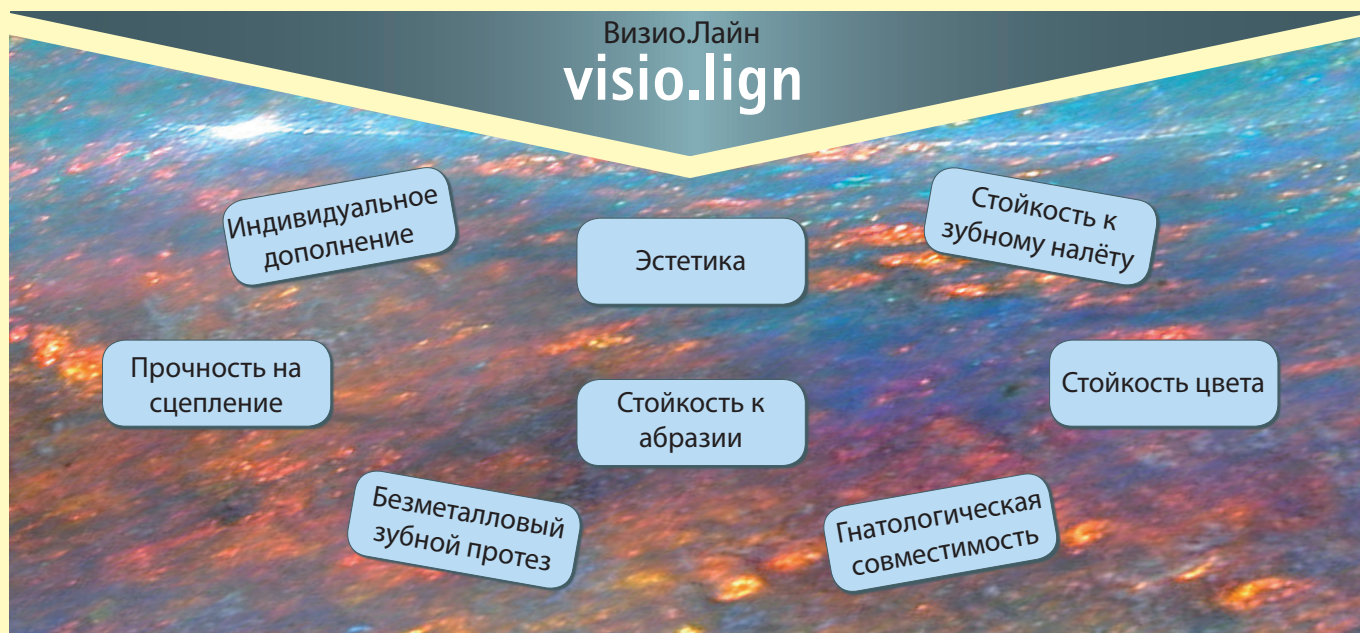 Визио.Лайн
visio.lign
Индивидуальное
дополнение
Эстетика
Стойкость к
зубному налёту
Прочность на
сцепление
Стойкость к
абразии
Стойкость цвета
Безметалловый
зубной протез
Гнатологическая
совместимость